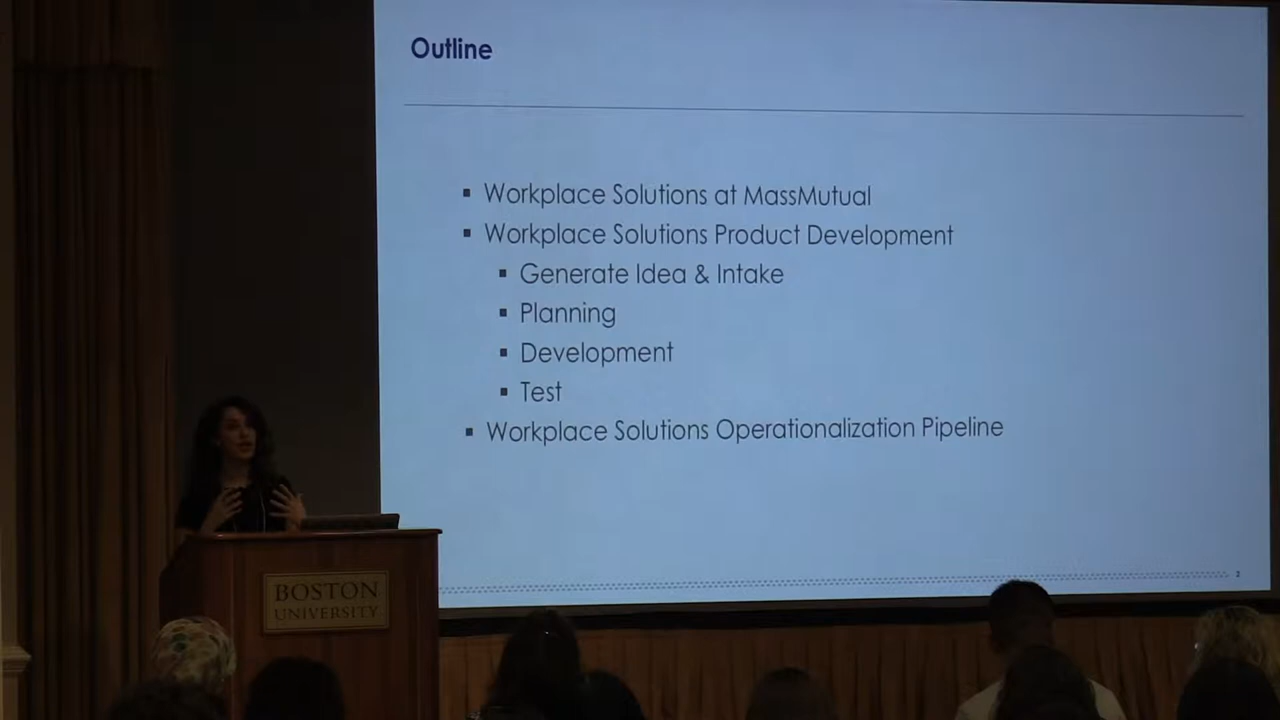 Outline
▪ Workplace Solutions at MassMutual
▪ Workplace Solutions Product Development
▪ Generate Idea & Intake
▪ Planning
▪ Development
▪ Test
▪ Workplace Solutions Operationalization Pipeline
2
BOSTON
UNIVERSITY